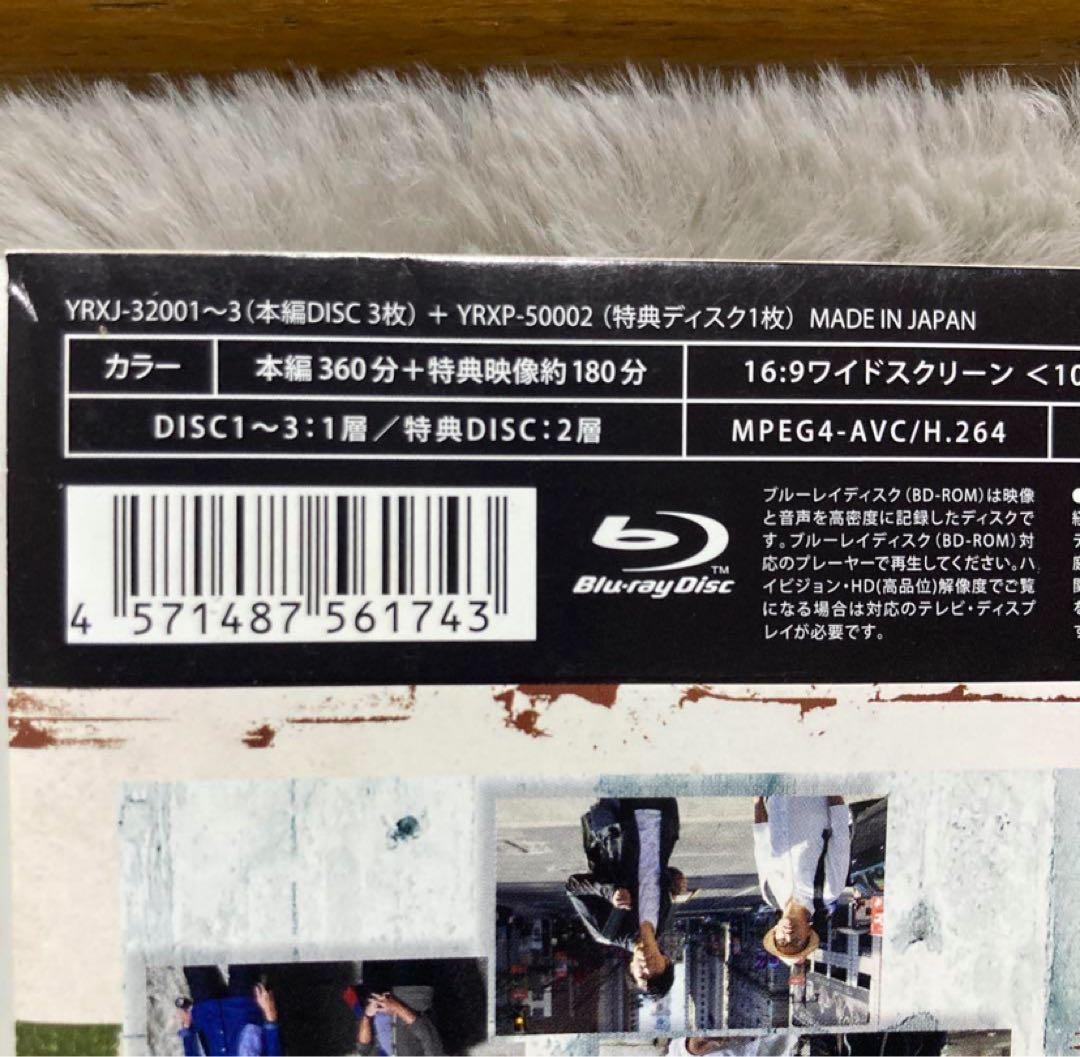 YRXJ-32001～3（本編DISC 3枚）＋ YRXP-50002（特典ディスク1枚） MADE IN JAPAN
カラー 本編360分＋特典映像約180分 16:9ワイドスクリーン ＜10
DISC1～3：1層／特典DISC：2層 MPEG4-AVC/H.264
4 571487 561743
Blu-ray Disc TM
ブルーレイディスク（BD-ROM）は映像
と音声を高密度に記録したディスクで
す。ブルーレイディスク（BD-ROM）対
応のプレーヤーで再生してください。ハ
イビジョン・HD(高品位)解像度でご覧
になる場合は対応のテレビ・ディスプ
レイが必要です。